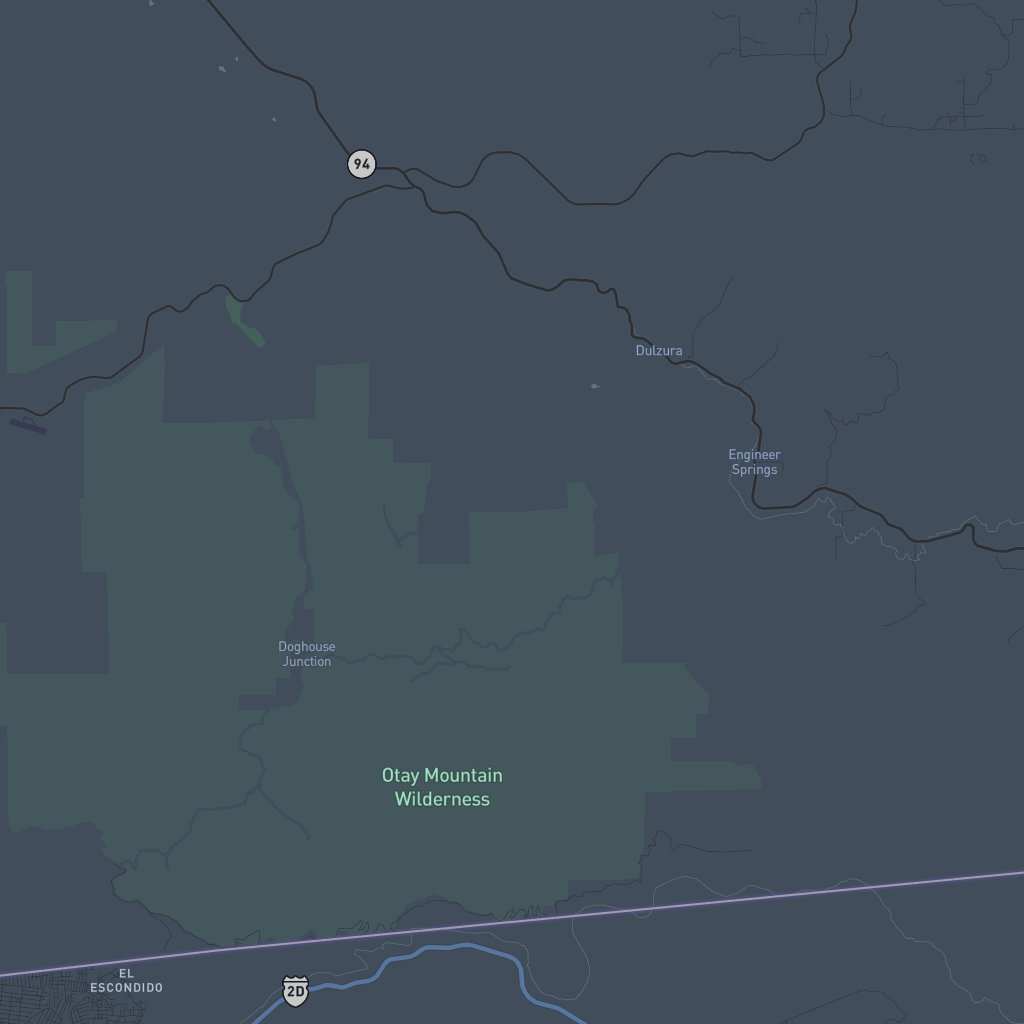 94
Dulzura
Engineer
Springs
Doghouse
Junction
Otay Mountain
Wilderness
EL
ESCONDIDO
2D